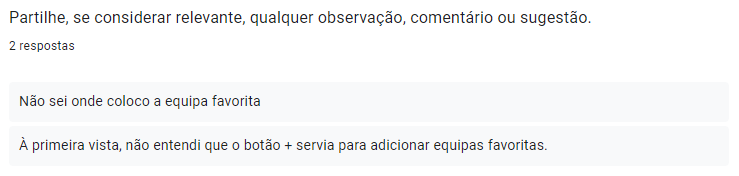 Partilhe, se considerar relevante, qualquer observação, comentário ou sugestão.
2 respostas
Não sei onde coloco a equipa favorita
À primeira vista, não entendi que o botão + servia para adicionar equipas favoritas.